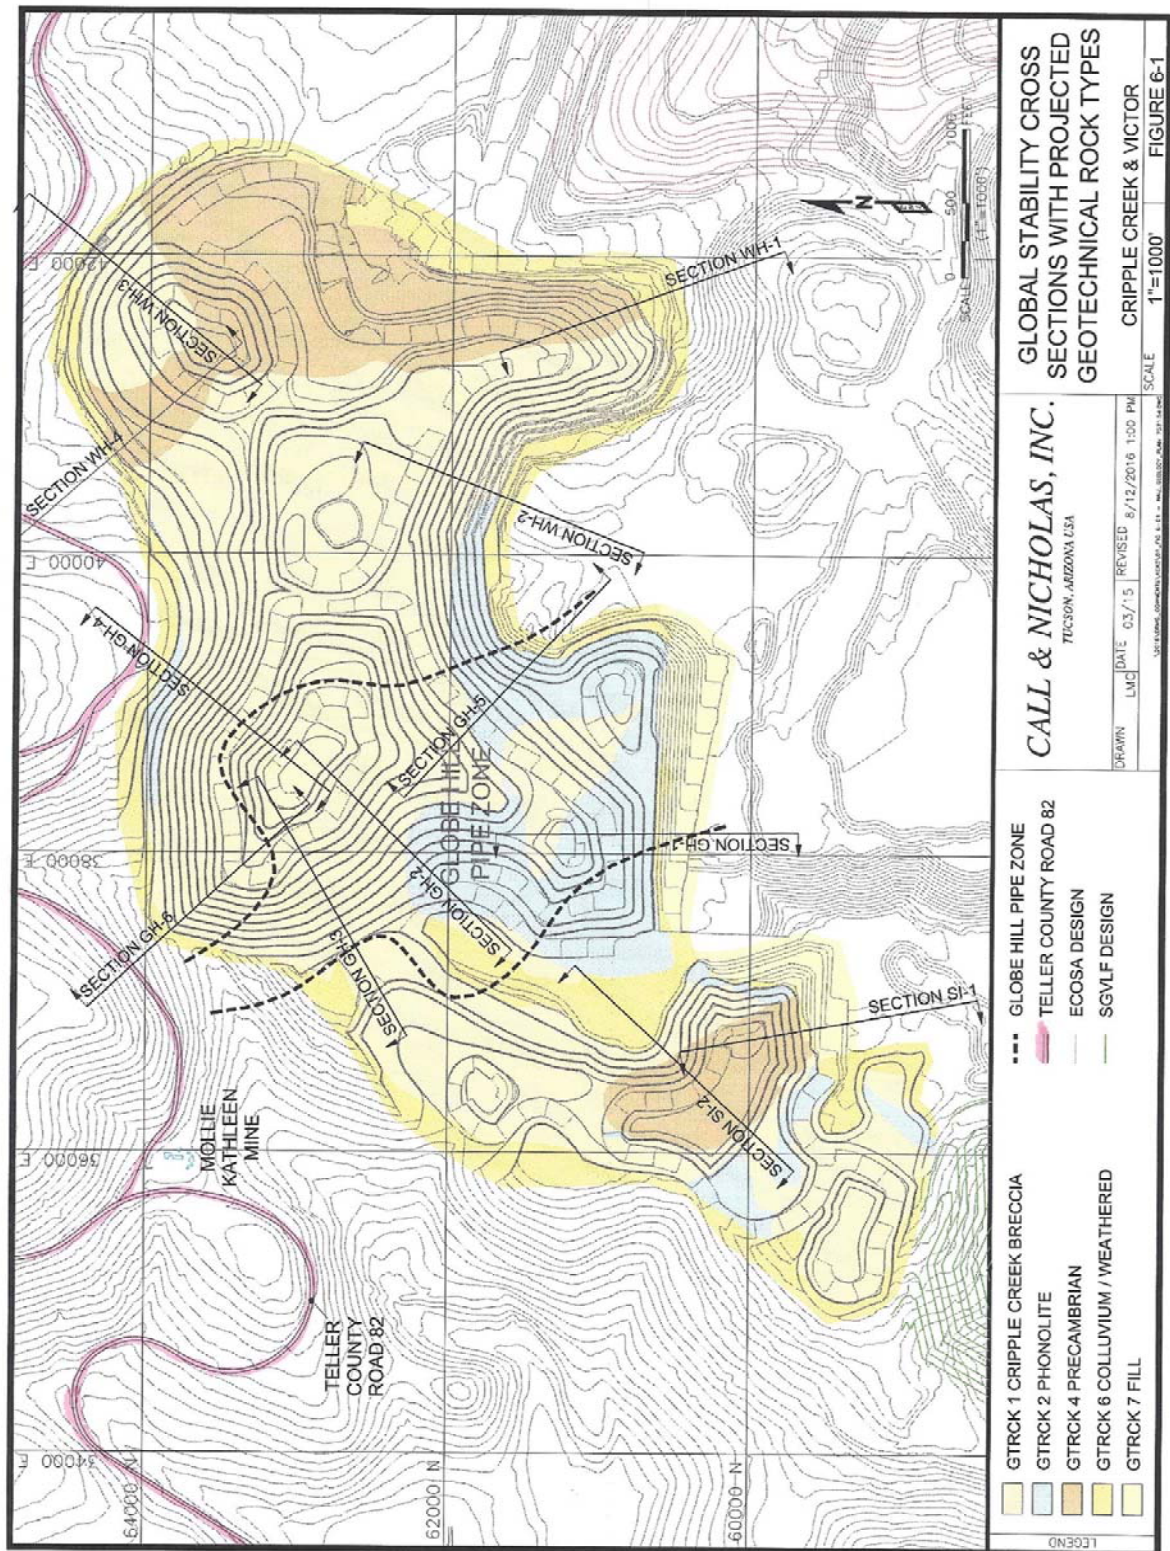 SECTION WH-3
SECTION WH-4
SECTION WH-1
SECTION WH-2
SECTION GH-4
SECTION GH-5
SECTION GH-6
SECTION GH-2
SECTION GH-3
SECTION GH-1
SECTION SI-1
SECTION SI-2
GLOBE HILL
PIPE ZONE
MOLLIE
KATHLEEN
MINE
TELLER
COUNTY
ROAD 82
34000 E
36000 E
38000 E
40000 E
42000 E
64000 N
62000 N
60000 N
N
0 500 1000
SCALE FEET
(1"=1000')
LEGEND
GTRCK 1 CRIPPLE CREEK BRECCIA
GTRCK 2 PHONOLITE
GTRCK 4 PRECAMBRIAN
GTRCK 6 COLLUVIUM / WEATHERED
GTRCK 7 FILL
GLOBE HILL PIPE ZONE
TELLER COUNTY ROAD 82
ECOSA DESIGN
SGVLF DESIGN
CALL & NICHOLAS, INC.
TUCSON, ARIZONA USA
DRAWN LMC DATE 03/15 REVISED 8/12/2016 1:00 PM
GLOBAL STABILITY CROSS
SECTIONS WITH PROJECTED
GEOTECHNICAL ROCK TYPES
CRIPPLE CREEK & VICTOR
SCALE 1"=1000' FIGURE 6-1